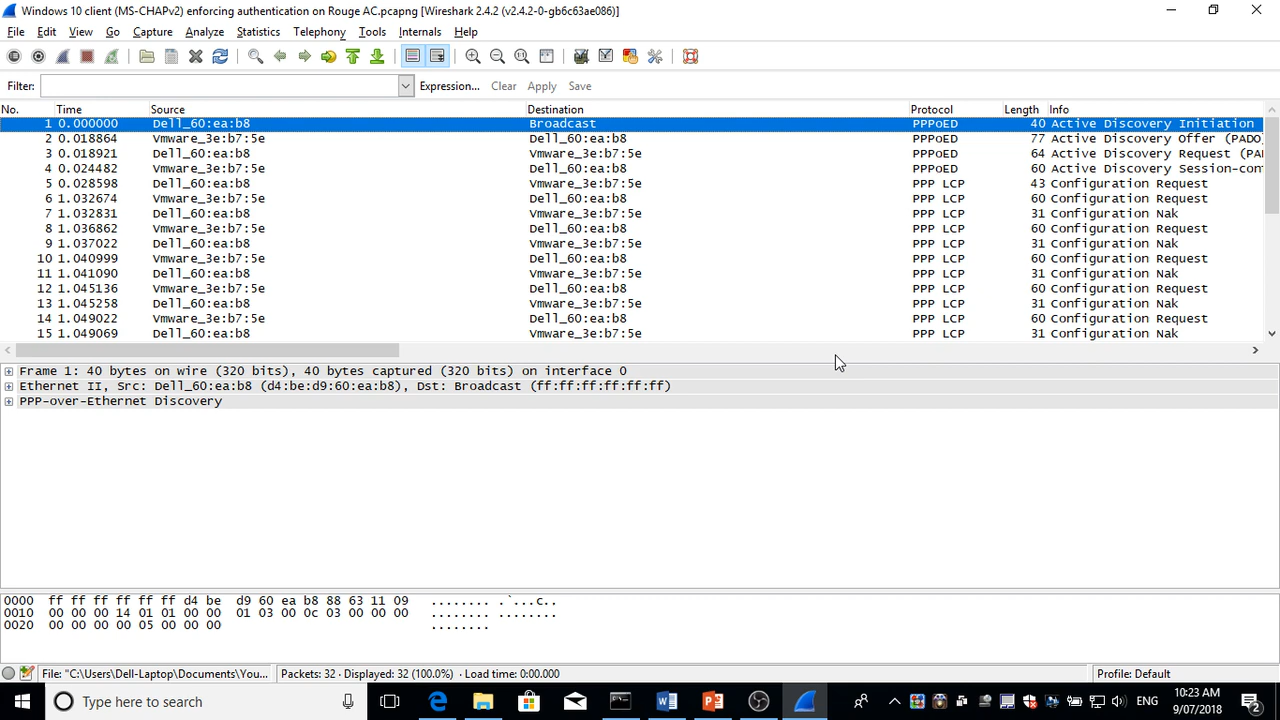 Windows 10 client (MS-CHAPv2) enforcing authentication on Rouge AC.pcapng [Wireshark 2.4.2 (v2.4.2-0-gb6c63ae086)]
File Edit View Go Capture Analyze Statistics Telephony Tools Internals Help
Filter: Expression... Clear Apply Save
No. Time Source Destination Protocol Length Info
1 0.000000 Dell_60:ea:b8 Broadcast PPPoED 40 Active Discovery Initiation
2 0.018864 Vmware_3e:b7:5e Dell_60:ea:b8 PPPoED 77 Active Discovery Offer (PADO
3 0.018921 Dell_60:ea:b8 Vmware_3e:b7:5e PPPoED 64 Active Discovery Request (PA
4 0.024482 Vmware_3e:b7:5e Dell_60:ea:b8 PPPoED 60 Active Discovery Session-con
5 0.028598 Dell_60:ea:b8 Vmware_3e:b7:5e PPP LCP 43 Configuration Request
6 1.032674 Vmware_3e:b7:5e Dell_60:ea:b8 PPP LCP 60 Configuration Request
7 1.032831 Dell_60:ea:b8 Vmware_3e:b7:5e PPP LCP 31 Configuration Nak
8 1.036862 Vmware_3e:b7:5e Dell_60:ea:b8 PPP LCP 60 Configuration Request
9 1.037022 Dell_60:ea:b8 Vmware_3e:b7:5e PPP LCP 31 Configuration Nak
10 1.040999 Vmware_3e:b7:5e Dell_60:ea:b8 PPP LCP 60 Configuration Request
11 1.041090 Dell_60:ea:b8 Vmware_3e:b7:5e PPP LCP 31 Configuration Nak
12 1.045136 Vmware_3e:b7:5e Dell_60:ea:b8 PPP LCP 60 Configuration Request
13 1.045258 Dell_60:ea:b8 Vmware_3e:b7:5e PPP LCP 31 Configuration Nak
14 1.049022 Vmware_3e:b7:5e Dell_60:ea:b8 PPP LCP 60 Configuration Request
15 1.049069 Dell_60:ea:b8 Vmware_3e:b7:5e PPP LCP 31 Configuration Nak
Frame 1: 40 bytes on wire (320 bits), 40 bytes captured (320 bits) on interface 0
Ethernet II, Src: Dell_60:ea:b8 (d4:be:d9:60:ea:b8), Dst: Broadcast (ff:ff:ff:ff:ff:ff)
PPP-over-Ethernet Discovery
0000 ff ff ff ff ff ff d4 be d9 60 ea b8 88 63 11 09 ........ .`...c..
0010 00 00 00 14 01 01 00 00 01 03 00 0c 03 00 00 00 ........ ........
0020 00 00 00 00 05 00 00 00 ........
File: "C:\Users\Dell-Laptop\Documents\You... Packets: 32 · Displayed: 32 (100.0%) · Load time: 0:00.000 Profile: Default
Type here to search
ENG
10:23 AM
9/07/2018
2